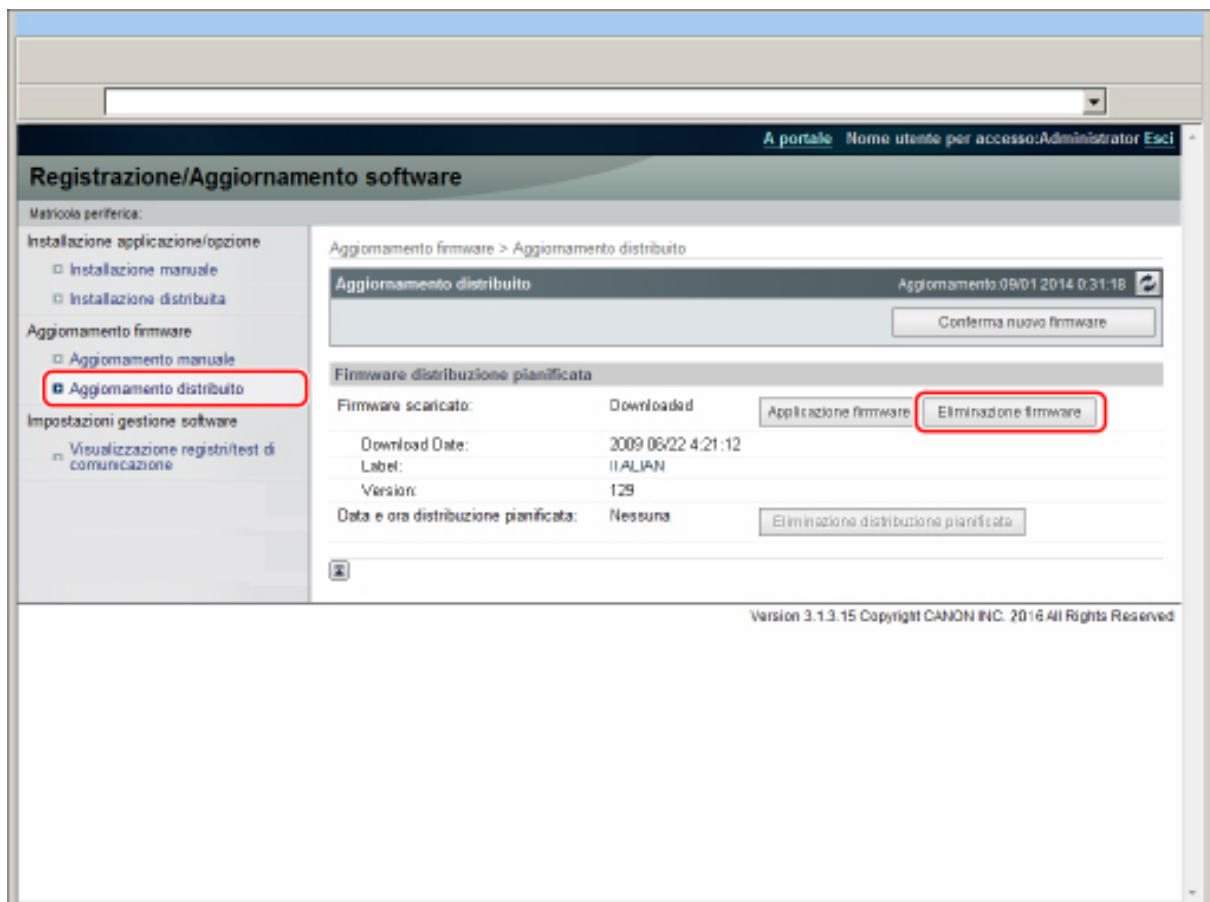 A portale Nome utente per accesso:Administrator Esci
Registrazione/Aggiornamento software
Matricola periferica:
Installazione applicazione/opzione
Installazione manuale
Installazione distribuita
Aggiornamento firmware
Aggiornamento manuale
Aggiornamento distribuito
Impostazioni gestione software
Visualizzazione registri/test di
comunicazione
Aggiornamento firmware > Aggiornamento distribuito
Aggiornamento distribuito Aggiornamento:09/01 2014 0:31:18
Conferma nuovo firmware
Firmware distribuzione pianificata
Firmware scaricato: Downloaded Applicazione firmware Eliminazione firmware
Download Date: 2009 06/22 4:21:12
Label: ITALIAN
Version: 129
Data e ora distribuzione pianificata: Nessuna Eliminazione distribuzione pianificata
Version 3.1.3.15 Copyright CANON INC. 2016 All Rights Reserved